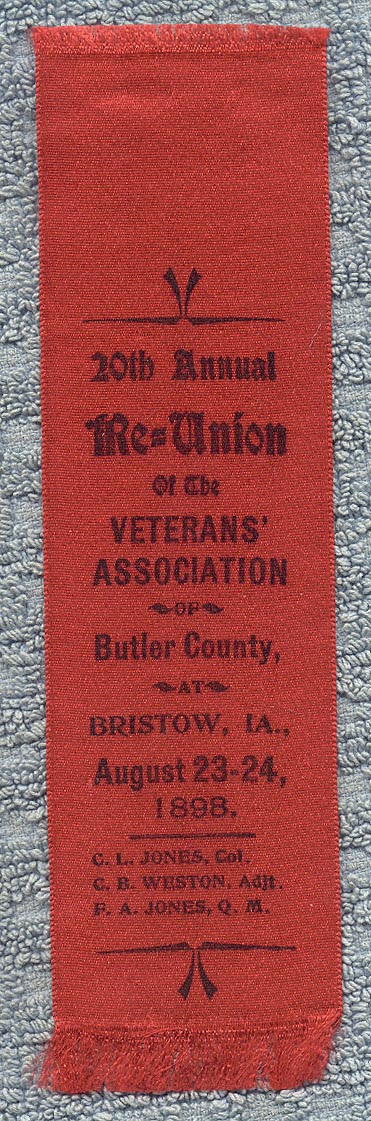 20th Annual
Re-Union
Of The
VETERANS'
ASSOCIATION
OF
Butler County,
AT
BRISTOW, IA.,
August 23-24,
1898.
C. L. JONES, Col.
C. B. WESTON, Adjt.
F. A. JONES, Q. M.